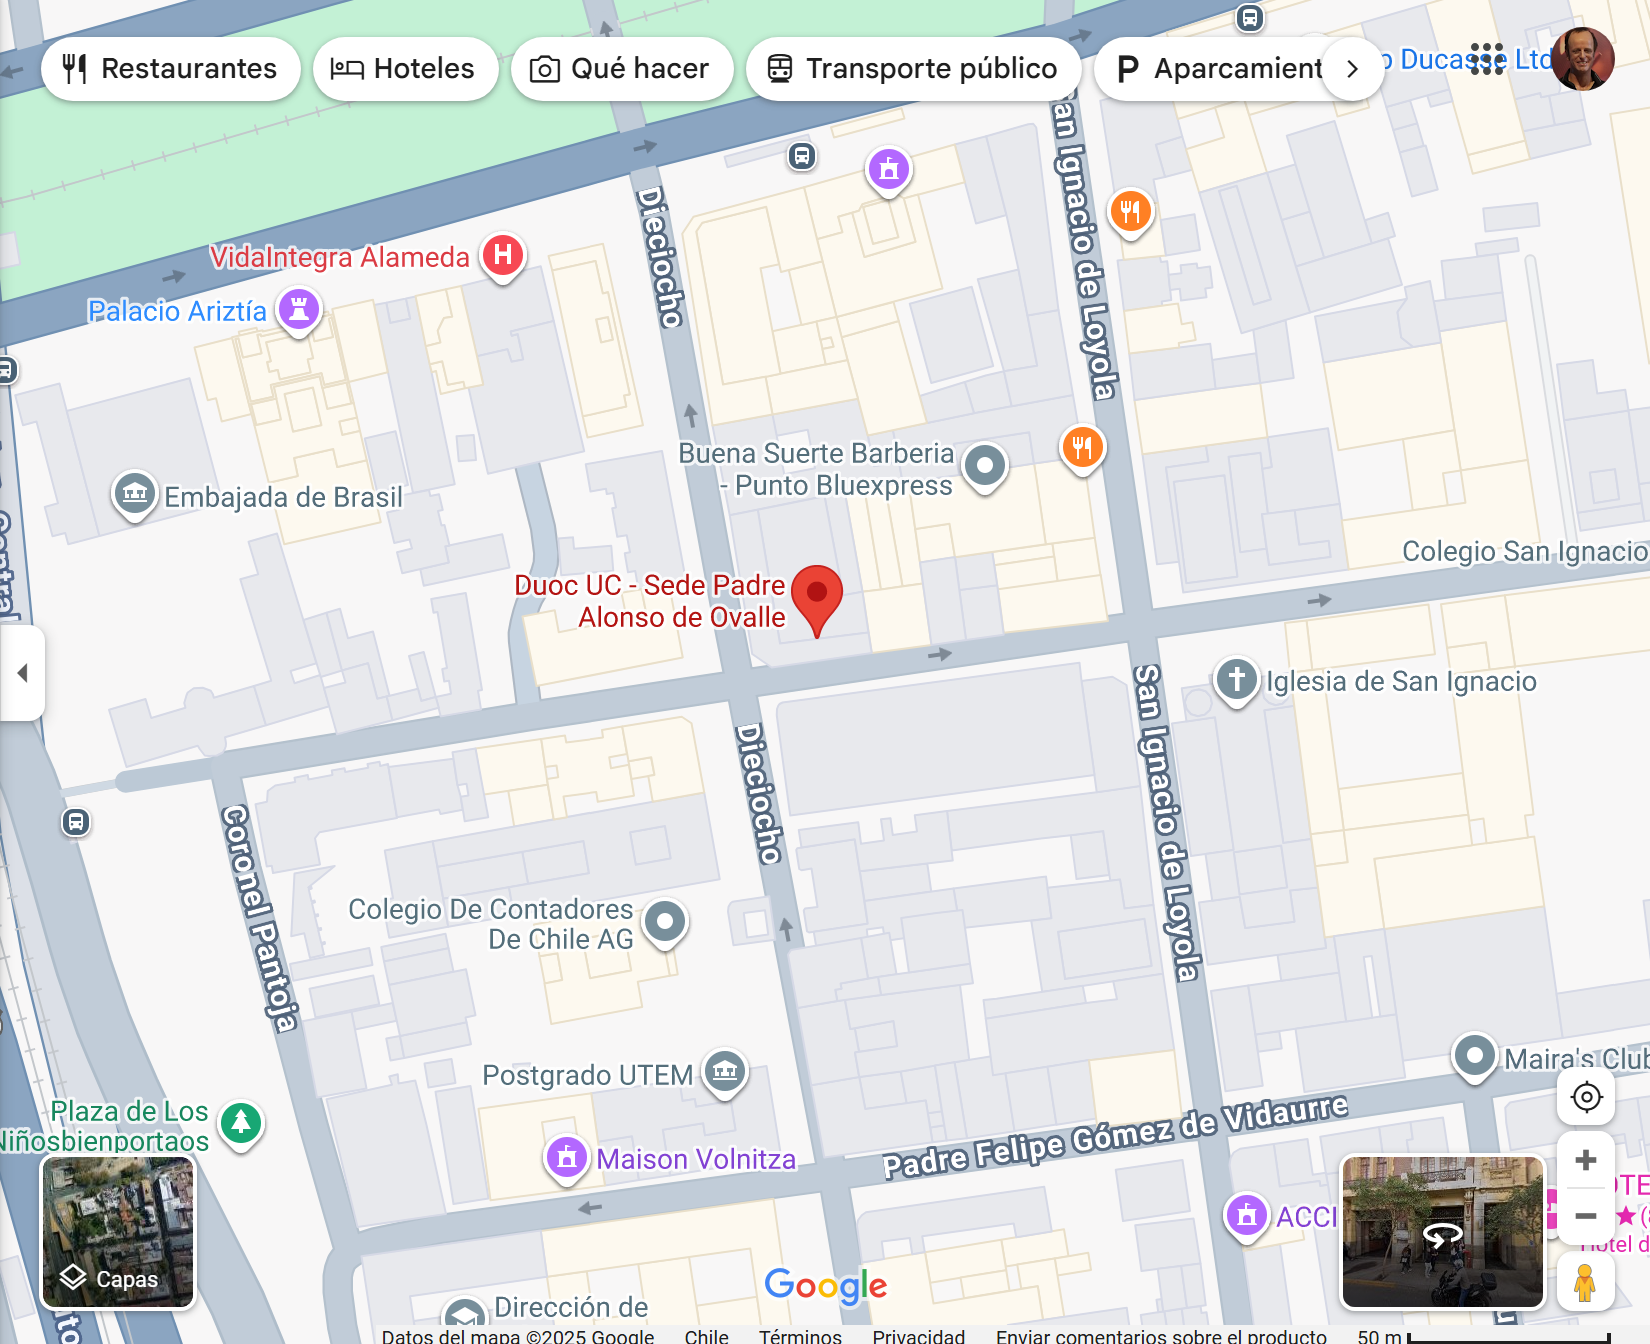 Restaurantes
Hoteles
Qué hacer
Transporte público
P Aparcamient
Ducasse Ltd
San Ignacio de Loyola
Dieciocho
VidaIntegra Alameda
H
Palacio Ariztía
Buena Suerte Barberia
- Punto Bluexpress
Embajada de Brasil
Colegio San Ignacio
Duoc UC - Sede Padre
Alonso de Ovalle
Iglesia de San Ignacio
San Ignacio de Loyola
Dieciocho
Coronel Pantoja
Colegio De Contadores
De Chile AG
Postgrado UTEM
Maira's Club
Plaza de Los
Niñosbienportaos
Padre Felipe Gómez de Vidaurre
Maison Volnitza
ACCI
OTE
(8
Hotel d
Capas
Google
Dirección de
Datos del mapa ©2025 Google Chile Términos Privacidad Enviar comentarios sobre el producto 50 m